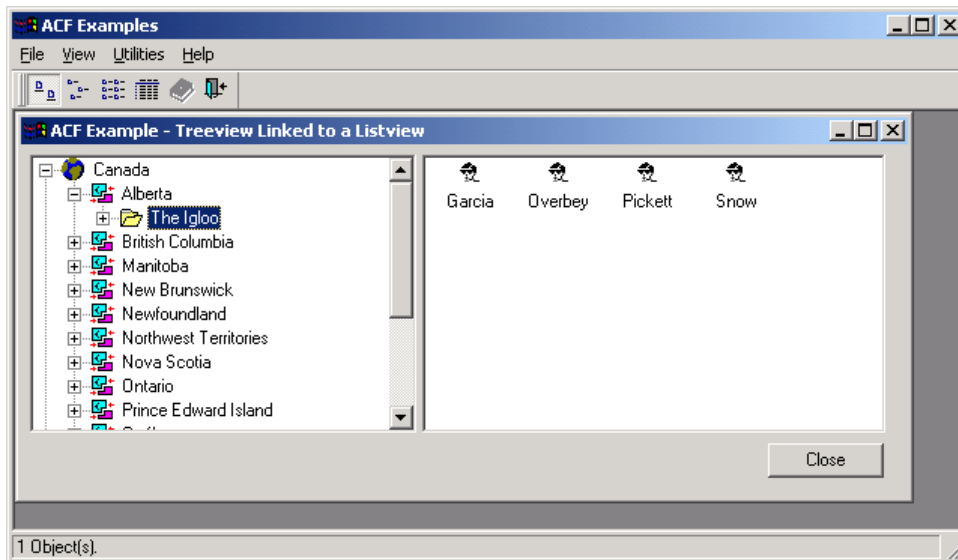 ACF Examples
File View Utilities Help
ACF Example - Treeview Linked to a Listview
Canada
Alberta
The Igloo
British Columbia
Manitoba
New Brunswick
Newfoundland
Northwest Territories
Nova Scotia
Ontario
Prince Edward Island
Garcia Overbey Pickett Snow
Close
1 Object(s).